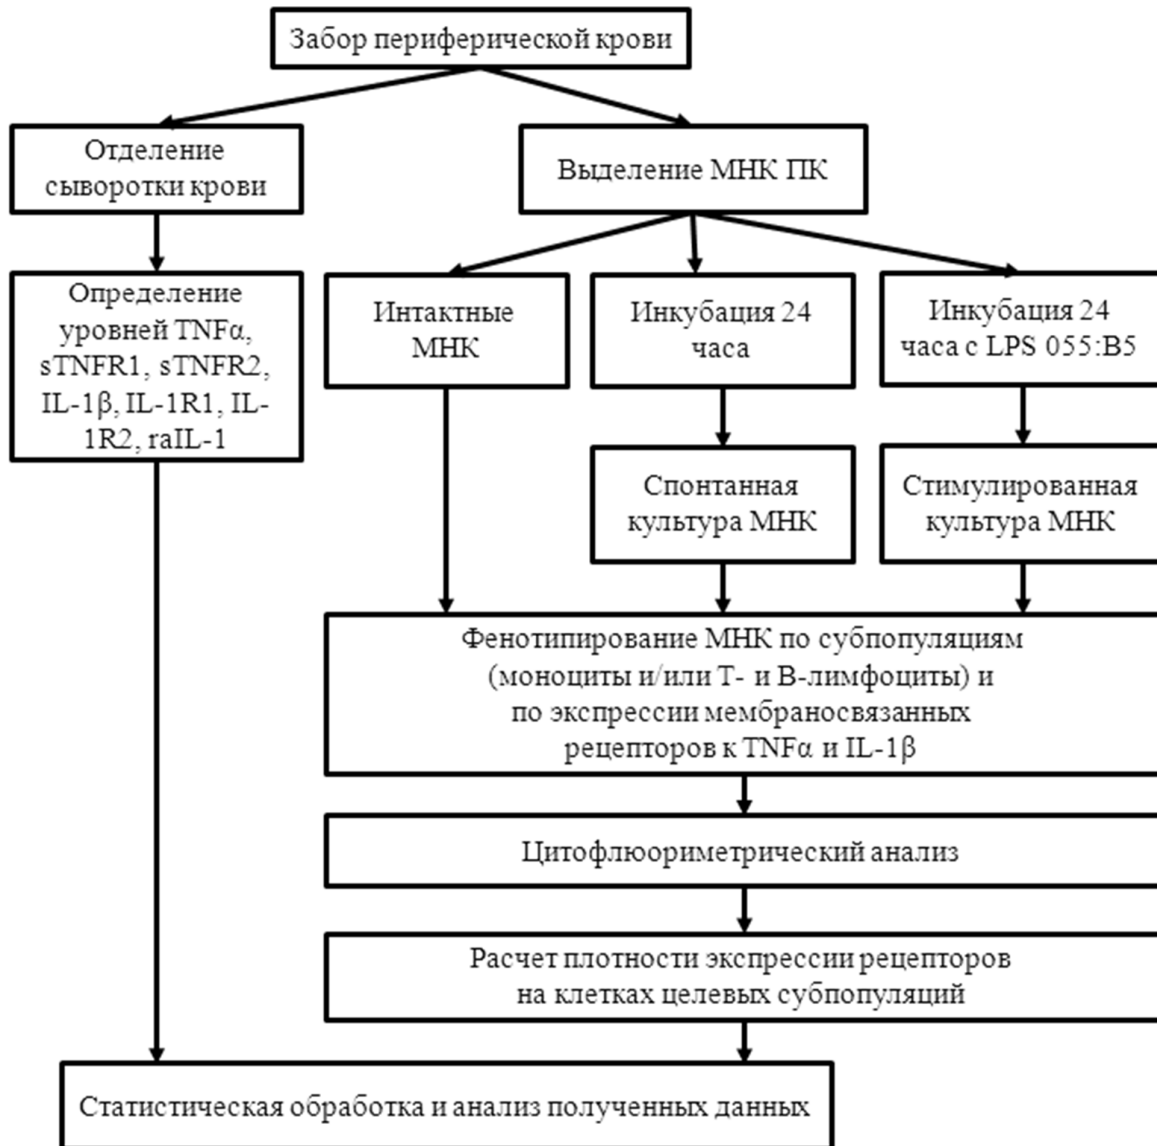 Забор периферической крови
Отделение
сыворотки крови
Выделение МНК ПК
Определение
уровней TNFα,
sTNFR1, sTNFR2,
IL-1β, IL-1R1, IL-
1R2, raIL-1
Интактные
МНК
Инкубация 24
часа
Инкубация 24
часа с LPS 055:B5
Спонтанная
культура МНК
Стимулированная
культура МНК
Фенотипирование МНК по субпопуляциям
(моноциты и/или Т- и В-лимфоциты) и
по экспрессии мембраносвязанных
рецепторов к TNFα и IL-1β
Цитофлюориметрический анализ
Расчет плотности экспрессии рецепторов
на клетках целевых субпопуляций
Статистическая обработка и анализ полученных данных